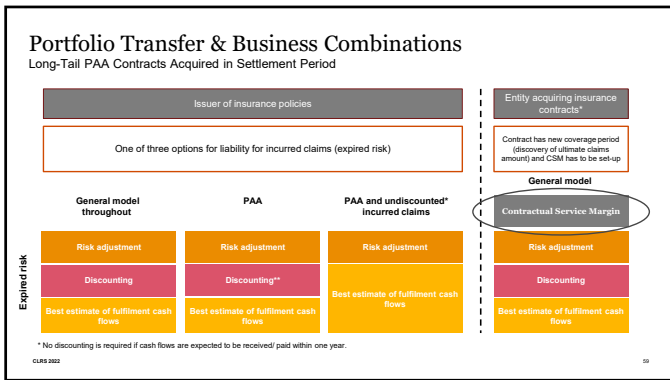 Portfolio Transfer & Business Combinations
Long-Tail PAA Contracts Acquired in Settlement Period
Issuer of insurance policies
Entity acquiring insurance
contracts*
One of three options for liability for incurred claims (expired risk)
Contract has new coverage period
(discovery of ultimate claims
amount) and CSM has to be set-up
General model
throughout
PAA
PAA and undiscounted*
incurred claims
General model
Contractual Service Margin
Expired risk
Risk adjustment
Risk adjustment
Risk adjustment
Risk adjustment
Discounting
Discounting**
Best estimate of fulfilment cash
flows
Discounting
Best estimate of fulfilment cash
flows
Best estimate of fulfilment cash
flows
Best estimate of fulfilment cash
flows
* No discounting is required if cash flows are expected to be received/ paid within one year.
CLRS 2022
59